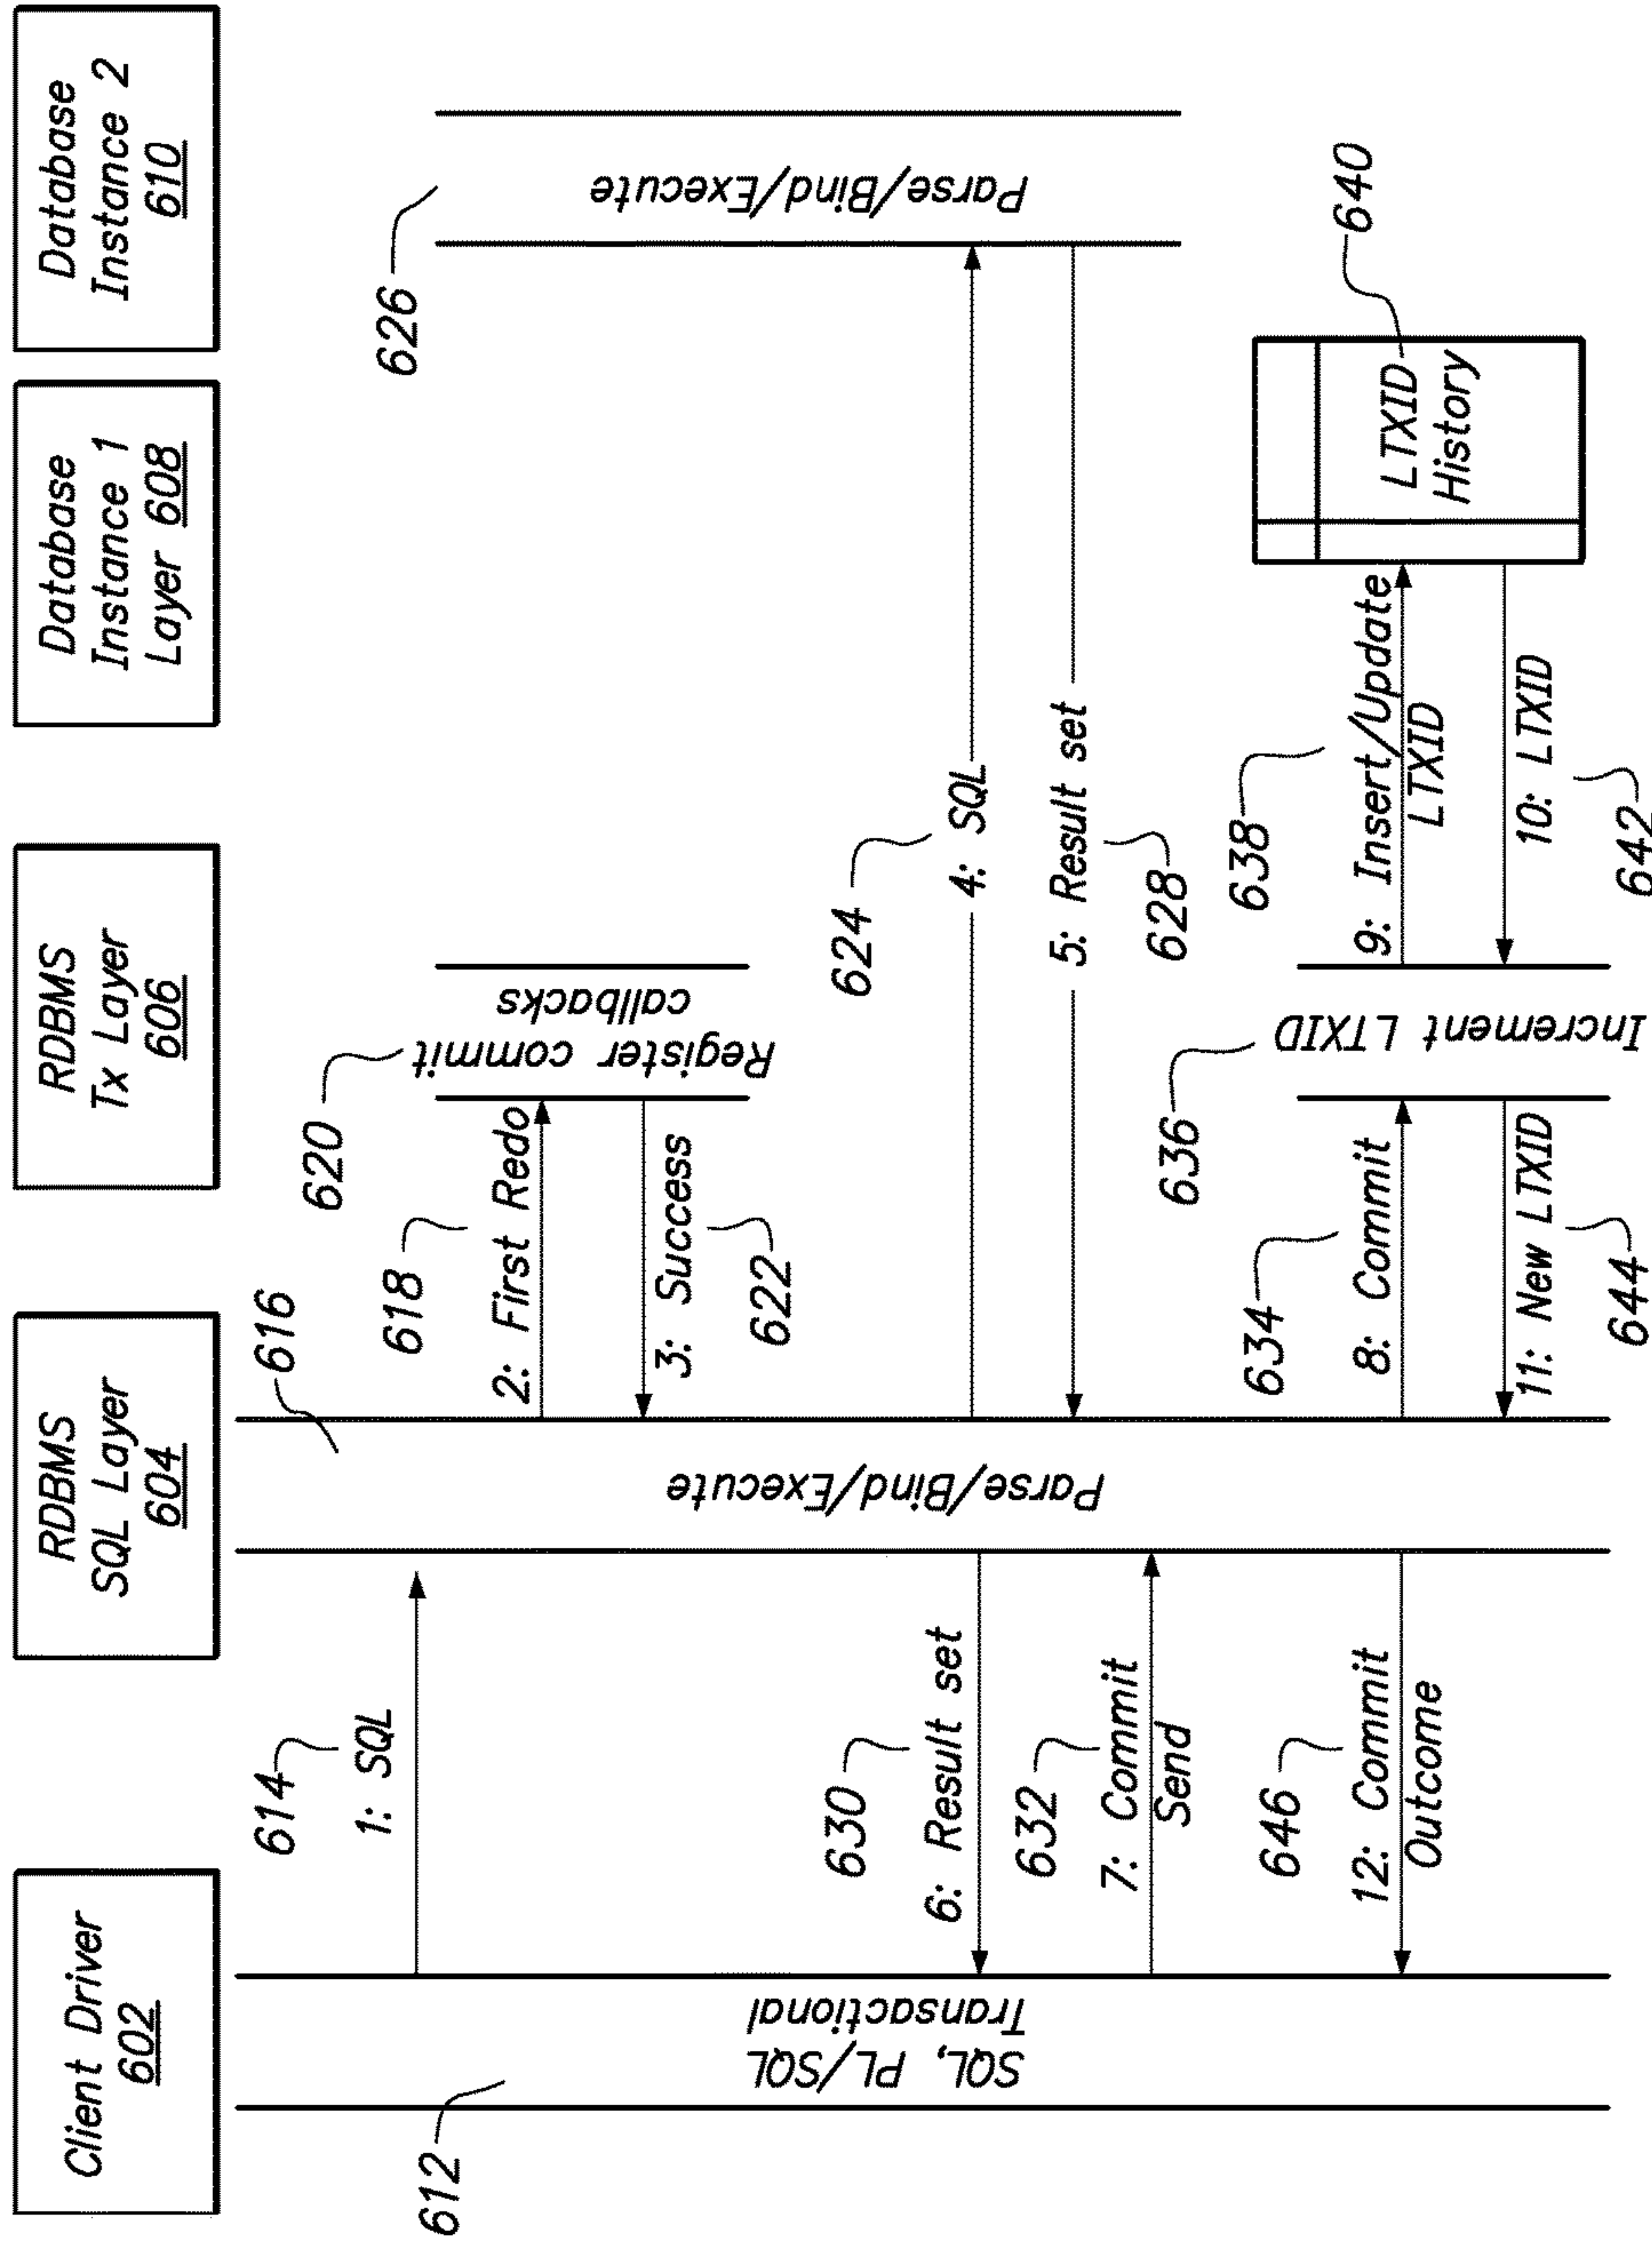 Client Driver
602
RDBMS
SQL Layer
604
RDBMS
Tx Layer
606
Database
Instance 1
Layer 608
Database
Instance 2
610
612
SQL, PL/SQL
Transactional
614
1: SQL
616
Parse/Bind/Execute
618
2: First Redo
620
Register commit
callbacks
3: Success
622
624
4: SQL
626
Parse/Bind/Execute
5: Result set
628
630
6: Result set
632
7: Commit
Send
634
8: Commit
636
Increment LTXID
638
9: Insert/Update
LTXID
640
LTXID
History
10: LTXID
642
11: New LTXID
644
646
12: Commit
Outcome